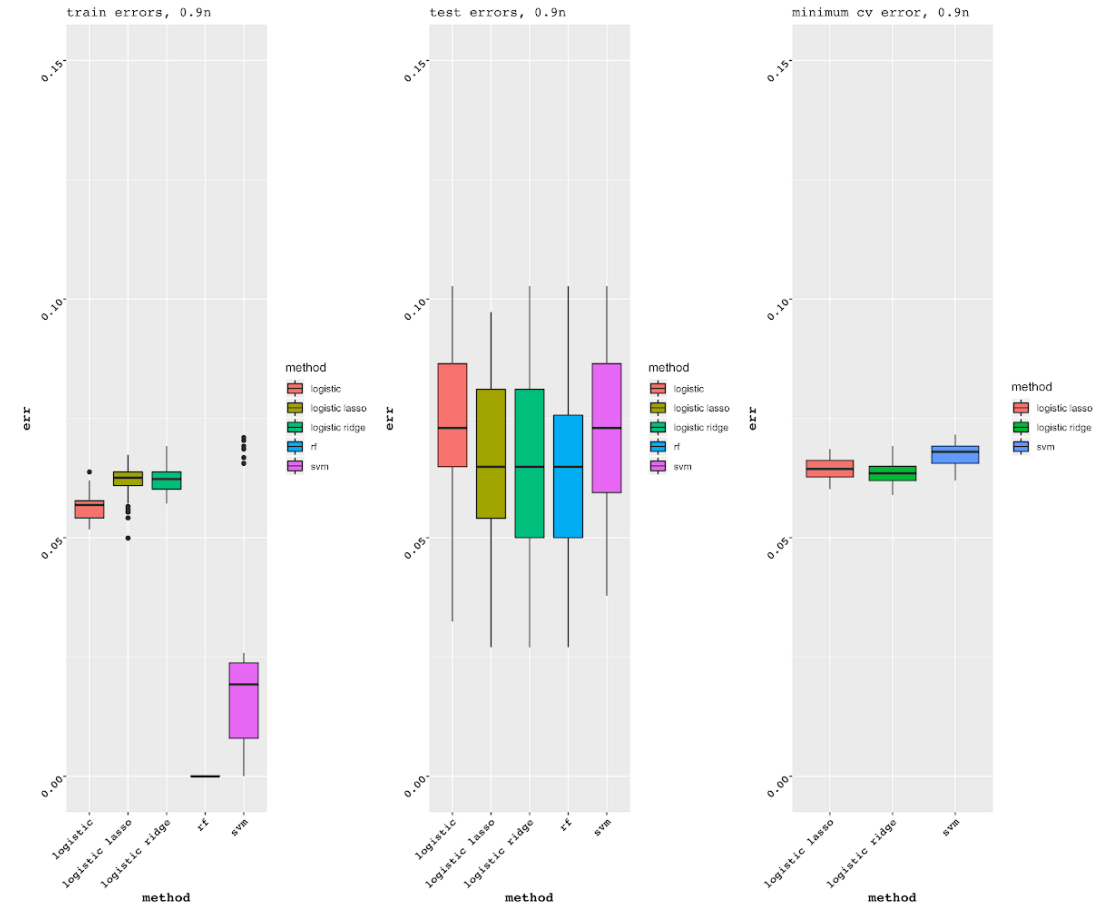 train errors, 0.9n
err
0.15
0.10
0.05
0.00
logistic
logistic lasso
logistic ridge
rf
svm
method
method
logistic
logistic lasso
logistic ridge
rf
svm
test errors, 0.9n
err
0.15
0.10
0.05
0.00
logistic
logistic lasso
logistic ridge
rf
svm
method
method
logistic
logistic lasso
logistic ridge
rf
svm
minimum cv error, 0.9n
err
0.15
0.10
0.05
0.00
logistic lasso
logistic ridge
svm
method
method
logistic lasso
logistic ridge
svm